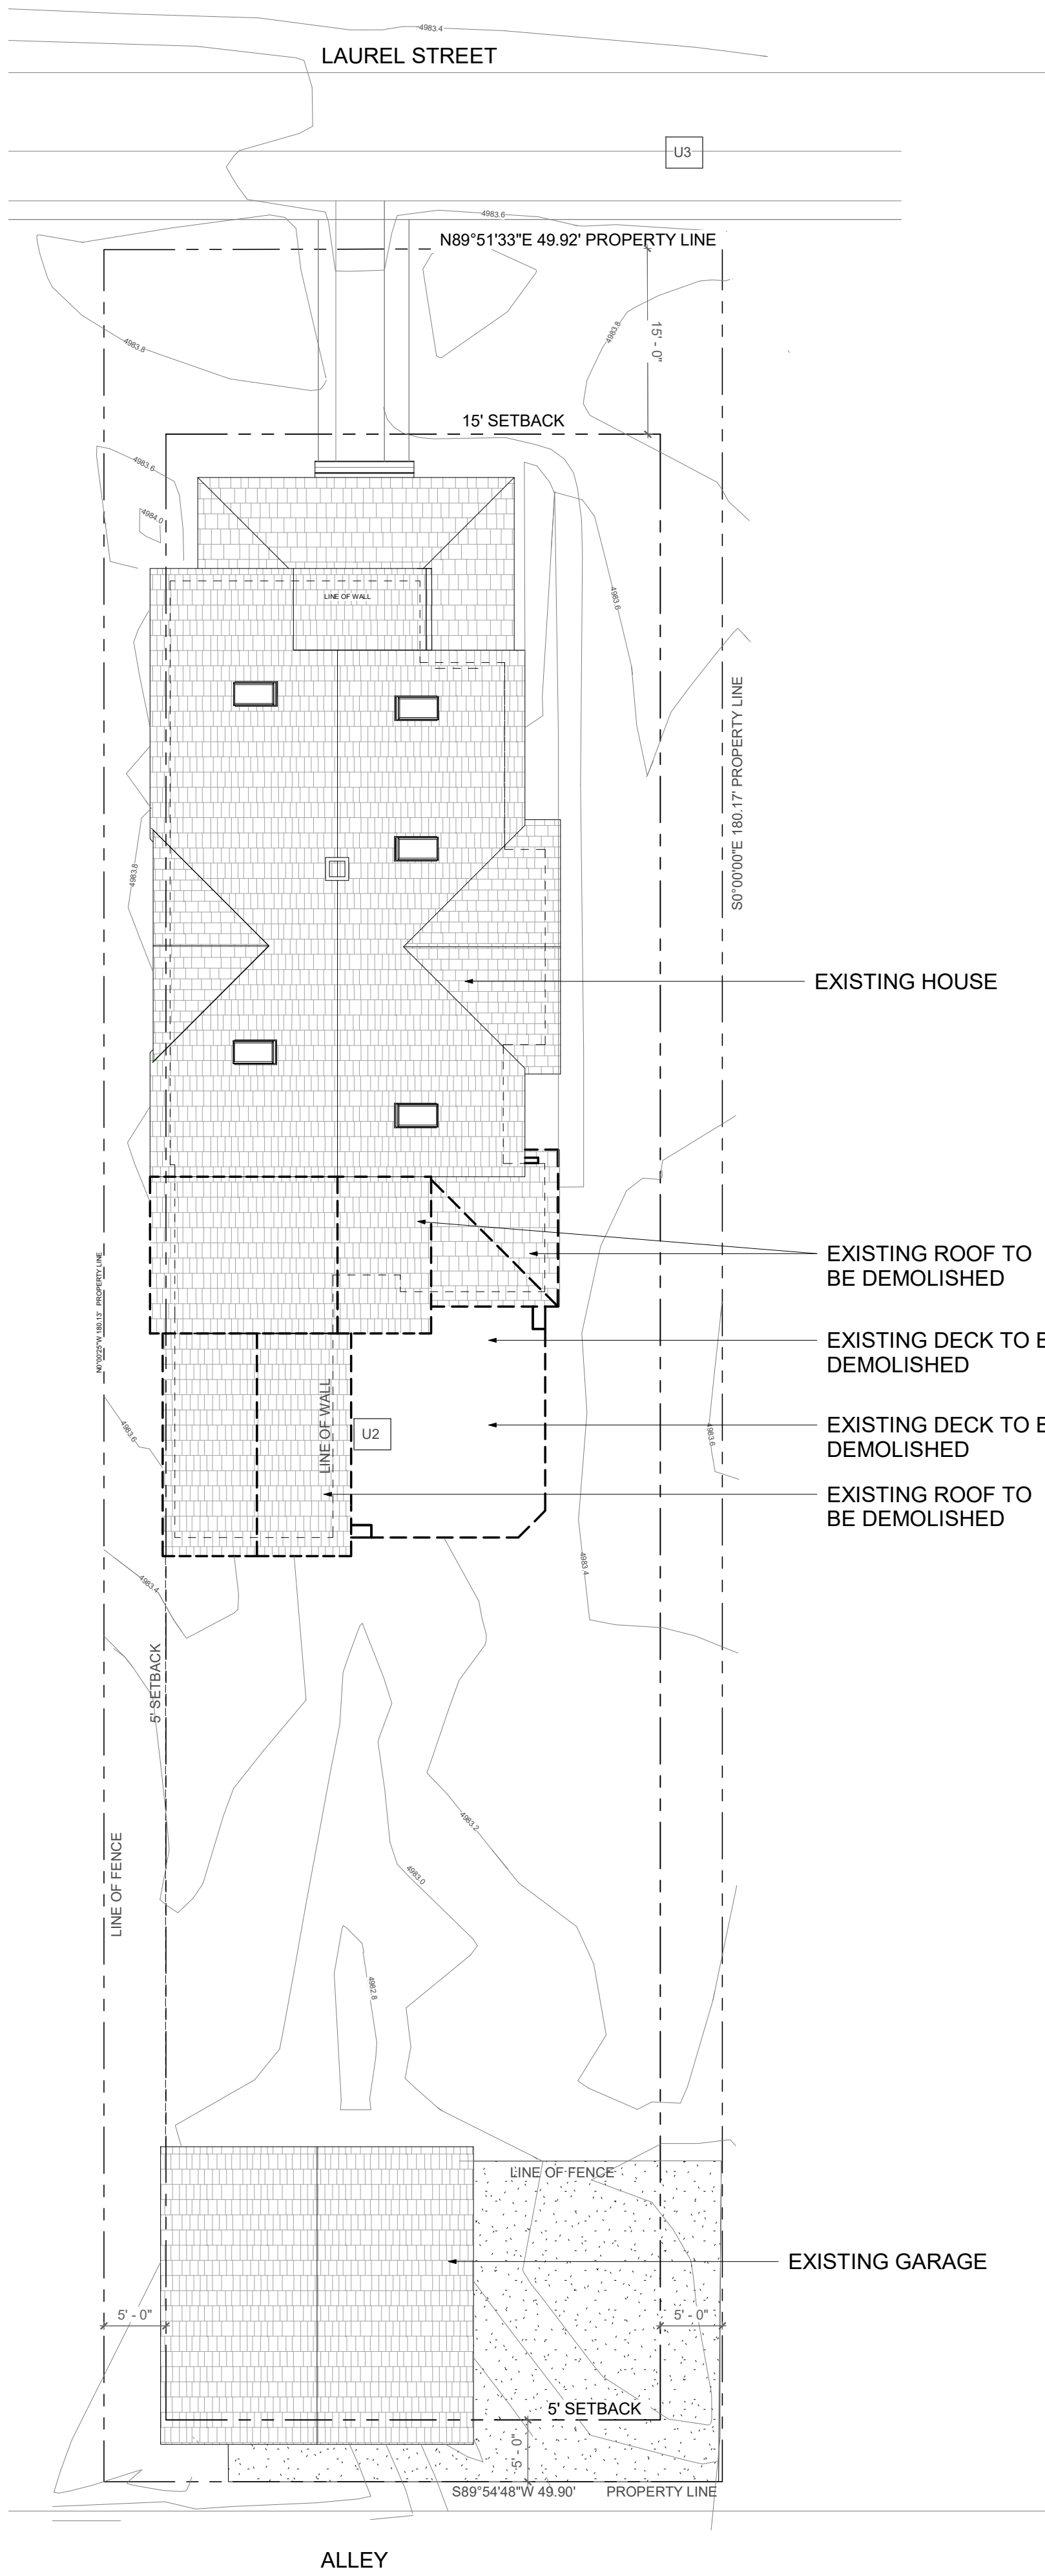 4983.4
LAUREL STREET
U3
4983.6
N89°51'33"E 49.92' PROPERTY LINE
15' - 0"
4983.8
4983.8
15' SETBACK
4983.6
4984.0
LINE OF WALL
4983.6
S0°00'00"E 180.17' PROPERTY LINE
4983.8
EXISTING HOUSE
EXISTING ROOF TO
BE DEMOLISHED
N0°00'25"W 180.13' PROPERTY LINE
EXISTING DECK TO B
DEMOLISHED
LINE OF WALL
U2
4983.6
4983.6
EXISTING DECK TO B
DEMOLISHED
EXISTING ROOF TO
BE DEMOLISHED
4983.4
4983.4
5' SETBACK
4983.2
LINE OF FENCE
4983.0
4982.8
LINE OF FENCE
EXISTING GARAGE
5' - 0"
5' - 0"
5' SETBACK
5' - 0"
S89°54'48"W 49.90' PROPERTY LINE
ALLEY